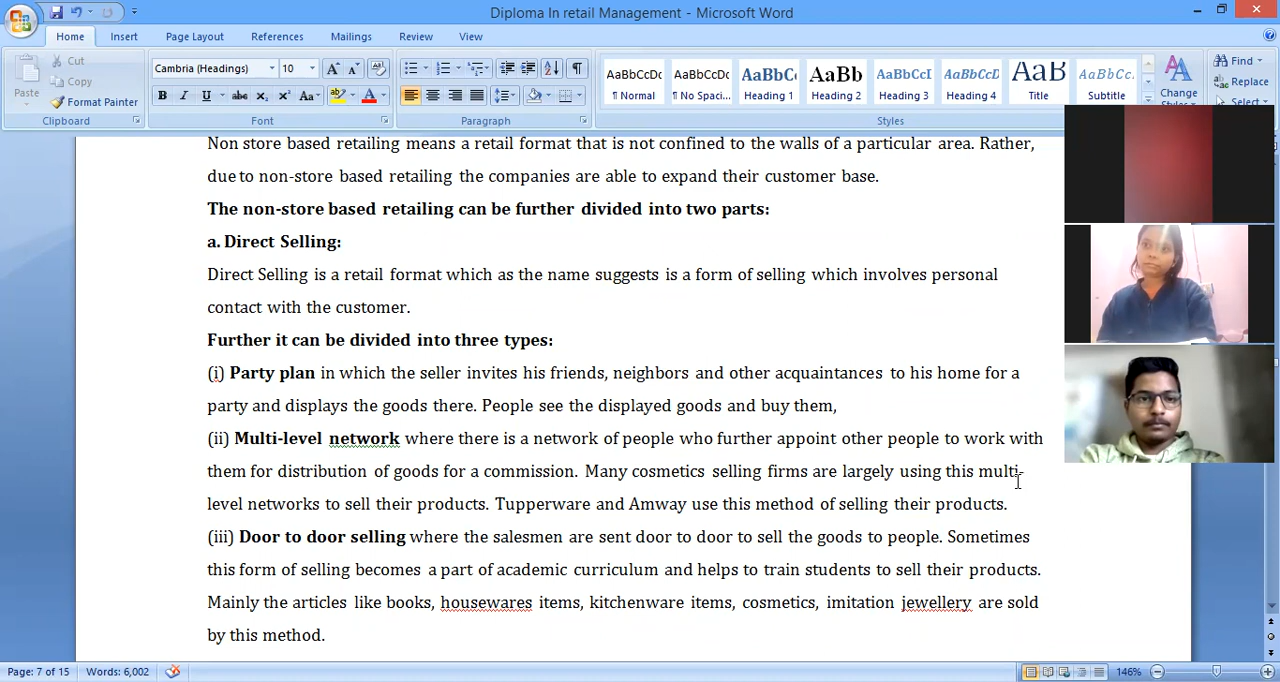 Diploma In retail Management - Microsoft Word
Home Insert Page Layout References Mailings Review View
Paste
Cut
Copy
Format Painter
Clipboard
Cambria (Headings) 10
Font
Paragraph
AaBbCcDc AaBbCcDc AaBbC AaBb AaBbCcI AaBbCcD AaB AaBbCc.
¶ Normal ¶ No Spaci... Heading 1 Heading 2 Heading 3 Heading 4 Title Subtitle
Change
Styles
Find
Replace
Select
Non store based retailing means a retail format that is not confined to the walls of a particular area. Rather,
due to non-store based retailing the companies are able to expand their customer base.
The non-store based retailing can be further divided into two parts:
a. Direct Selling:
Direct Selling is a retail format which as the name suggests is a form of selling which involves personal
contact with the customer.
Further it can be divided into three types:
(i) Party plan in which the seller invites his friends, neighbors and other acquaintances to his home for a
party and displays the goods there. People see the displayed goods and buy them,
(ii) Multi-level network where there is a network of people who further appoint other people to work with
them for distribution of goods for a commission. Many cosmetics selling firms are largely using this multi-
level networks to sell their products. Tupperware and Amway use this method of selling their products.
(iii) Door to door selling where the salesmen are sent door to door to sell the goods to people. Sometimes
this form of selling becomes a part of academic curriculum and helps to train students to sell their products.
Mainly the articles like books, housewares items, kitchenware items, cosmetics, imitation jewellery are sold
by this method.
Page: 7 of 15 Words: 6,002 146%